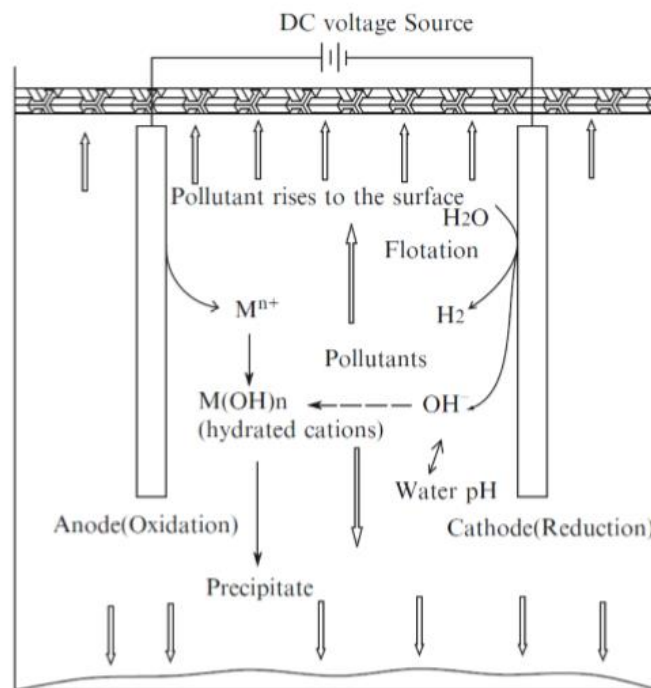 DC voltage Source
Pollutant rises to the surface
H2O
Flotation
Mⁿ⁺
H2
Pollutants
M(OH)n
(hydrated cations)
OH⁻
Water pH
Anode(Oxidation)
Cathode(Reduction)
Precipitate